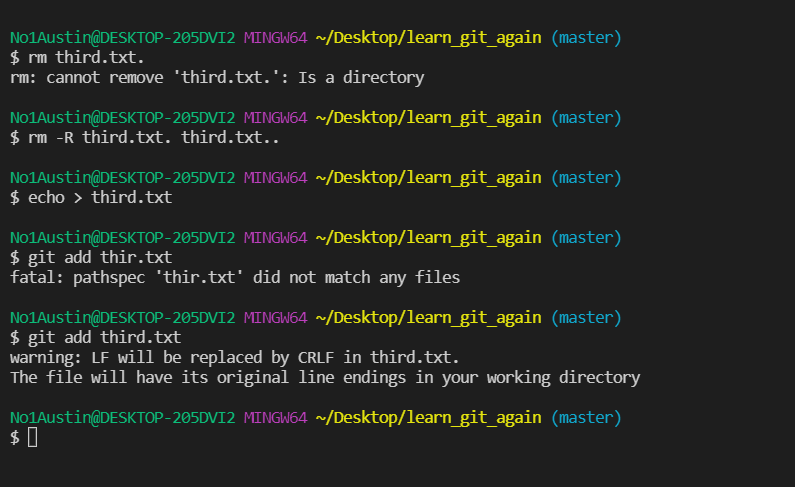 No1Austin@DESKTOP-205DVI2 MINGW64 ~/Desktop/learn_git_again (master)
$ rm third.txt.
rm: cannot remove 'third.txt.': Is a directory
No1Austin@DESKTOP-205DVI2 MINGW64 ~/Desktop/learn_git_again (master)
$ rm -R third.txt. third.txt..
No1Austin@DESKTOP-205DVI2 MINGW64 ~/Desktop/learn_git_again (master)
$ echo > third.txt
No1Austin@DESKTOP-205DVI2 MINGW64 ~/Desktop/learn_git_again (master)
$ git add thir.txt
fatal: pathspec 'thir.txt' did not match any files
No1Austin@DESKTOP-205DVI2 MINGW64 ~/Desktop/learn_git_again (master)
$ git add third.txt
warning: LF will be replaced by CRLF in third.txt.
The file will have its original line endings in your working directory
No1Austin@DESKTOP-205DVI2 MINGW64 ~/Desktop/learn_git_again (master)
$